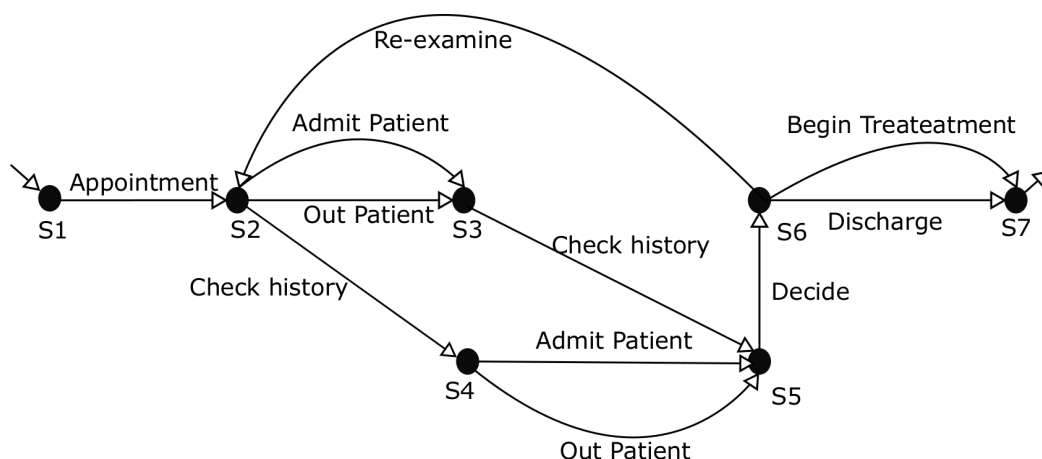 Re-examine
Admit Patient
Begin Treateatment
Appointment
Out Patient
Discharge
S1
S2
S3
S6
S7
Check history
Check history
Decide
Admit Patient
S4
S5
Out Patient